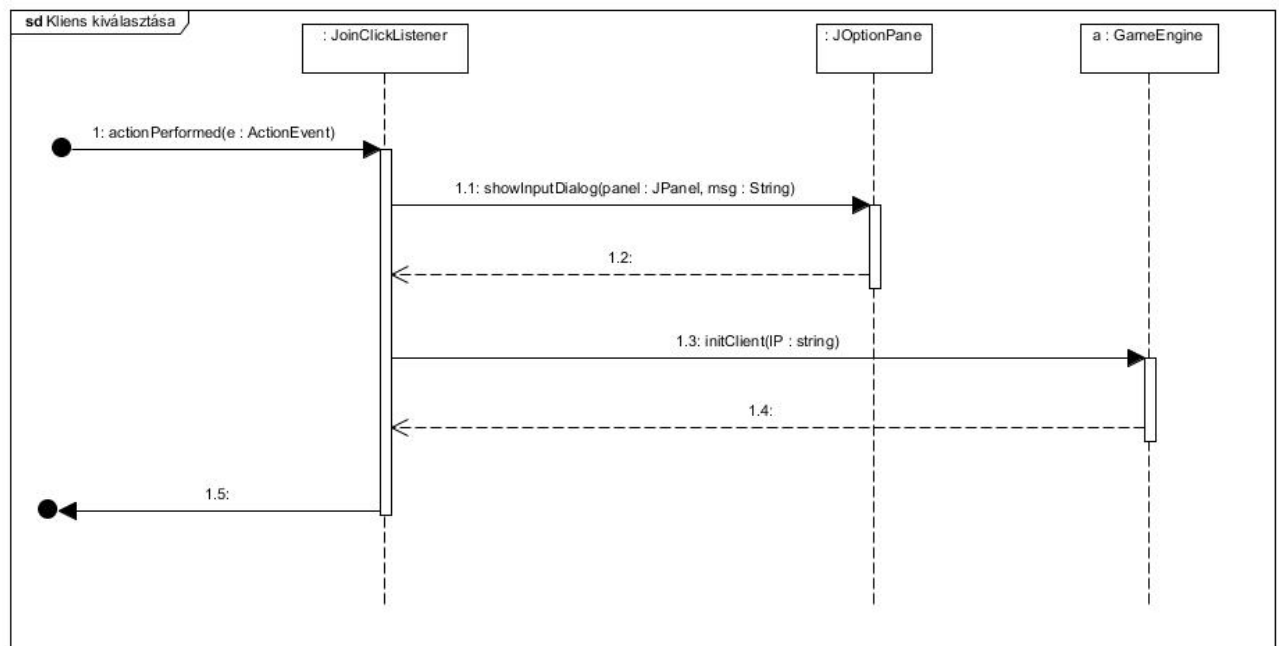 sd Kliens kiválasztása
: JoinClickListener
: JOptionPane
a : GameEngine
1: actionPerformed(e : ActionEvent)
1.1: showInputDialog(panel : JPanel, msg : String)
1.2:
1.3: initClient(IP : string)
1.4:
1.5: